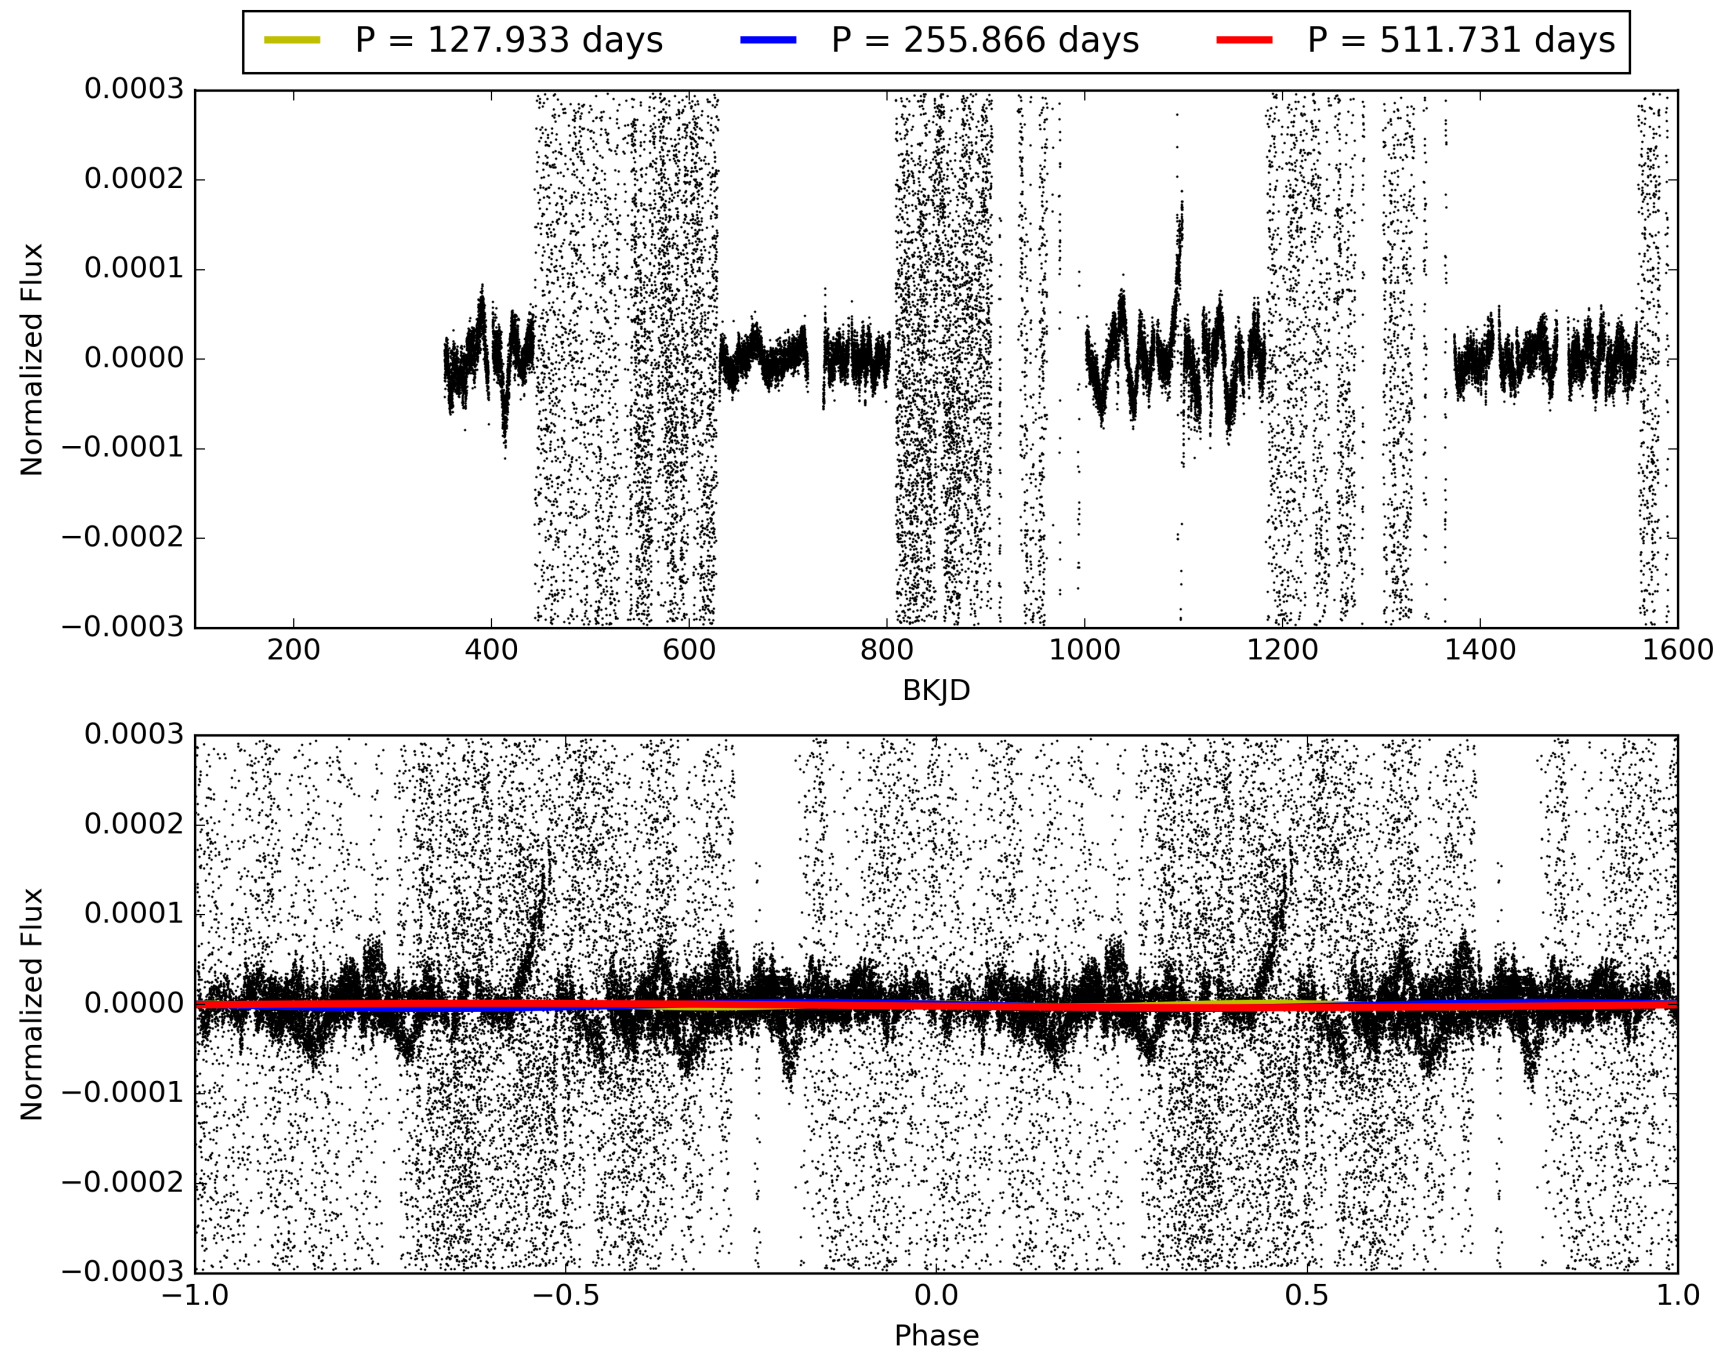 P = 127.933 days P = 255.866 days P = 511.731 days
0.0003
0.0002
0.0001
0.0000
−0.0001
−0.0002
−0.0003
Normalized Flux
200 400 600 800 1000 1200 1400 1600
BKJD
0.0003
0.0002
0.0001
0.0000
−0.0001
−0.0002
−0.0003
Normalized Flux
−1.0 −0.5 0.0 0.5 1.0
Phase